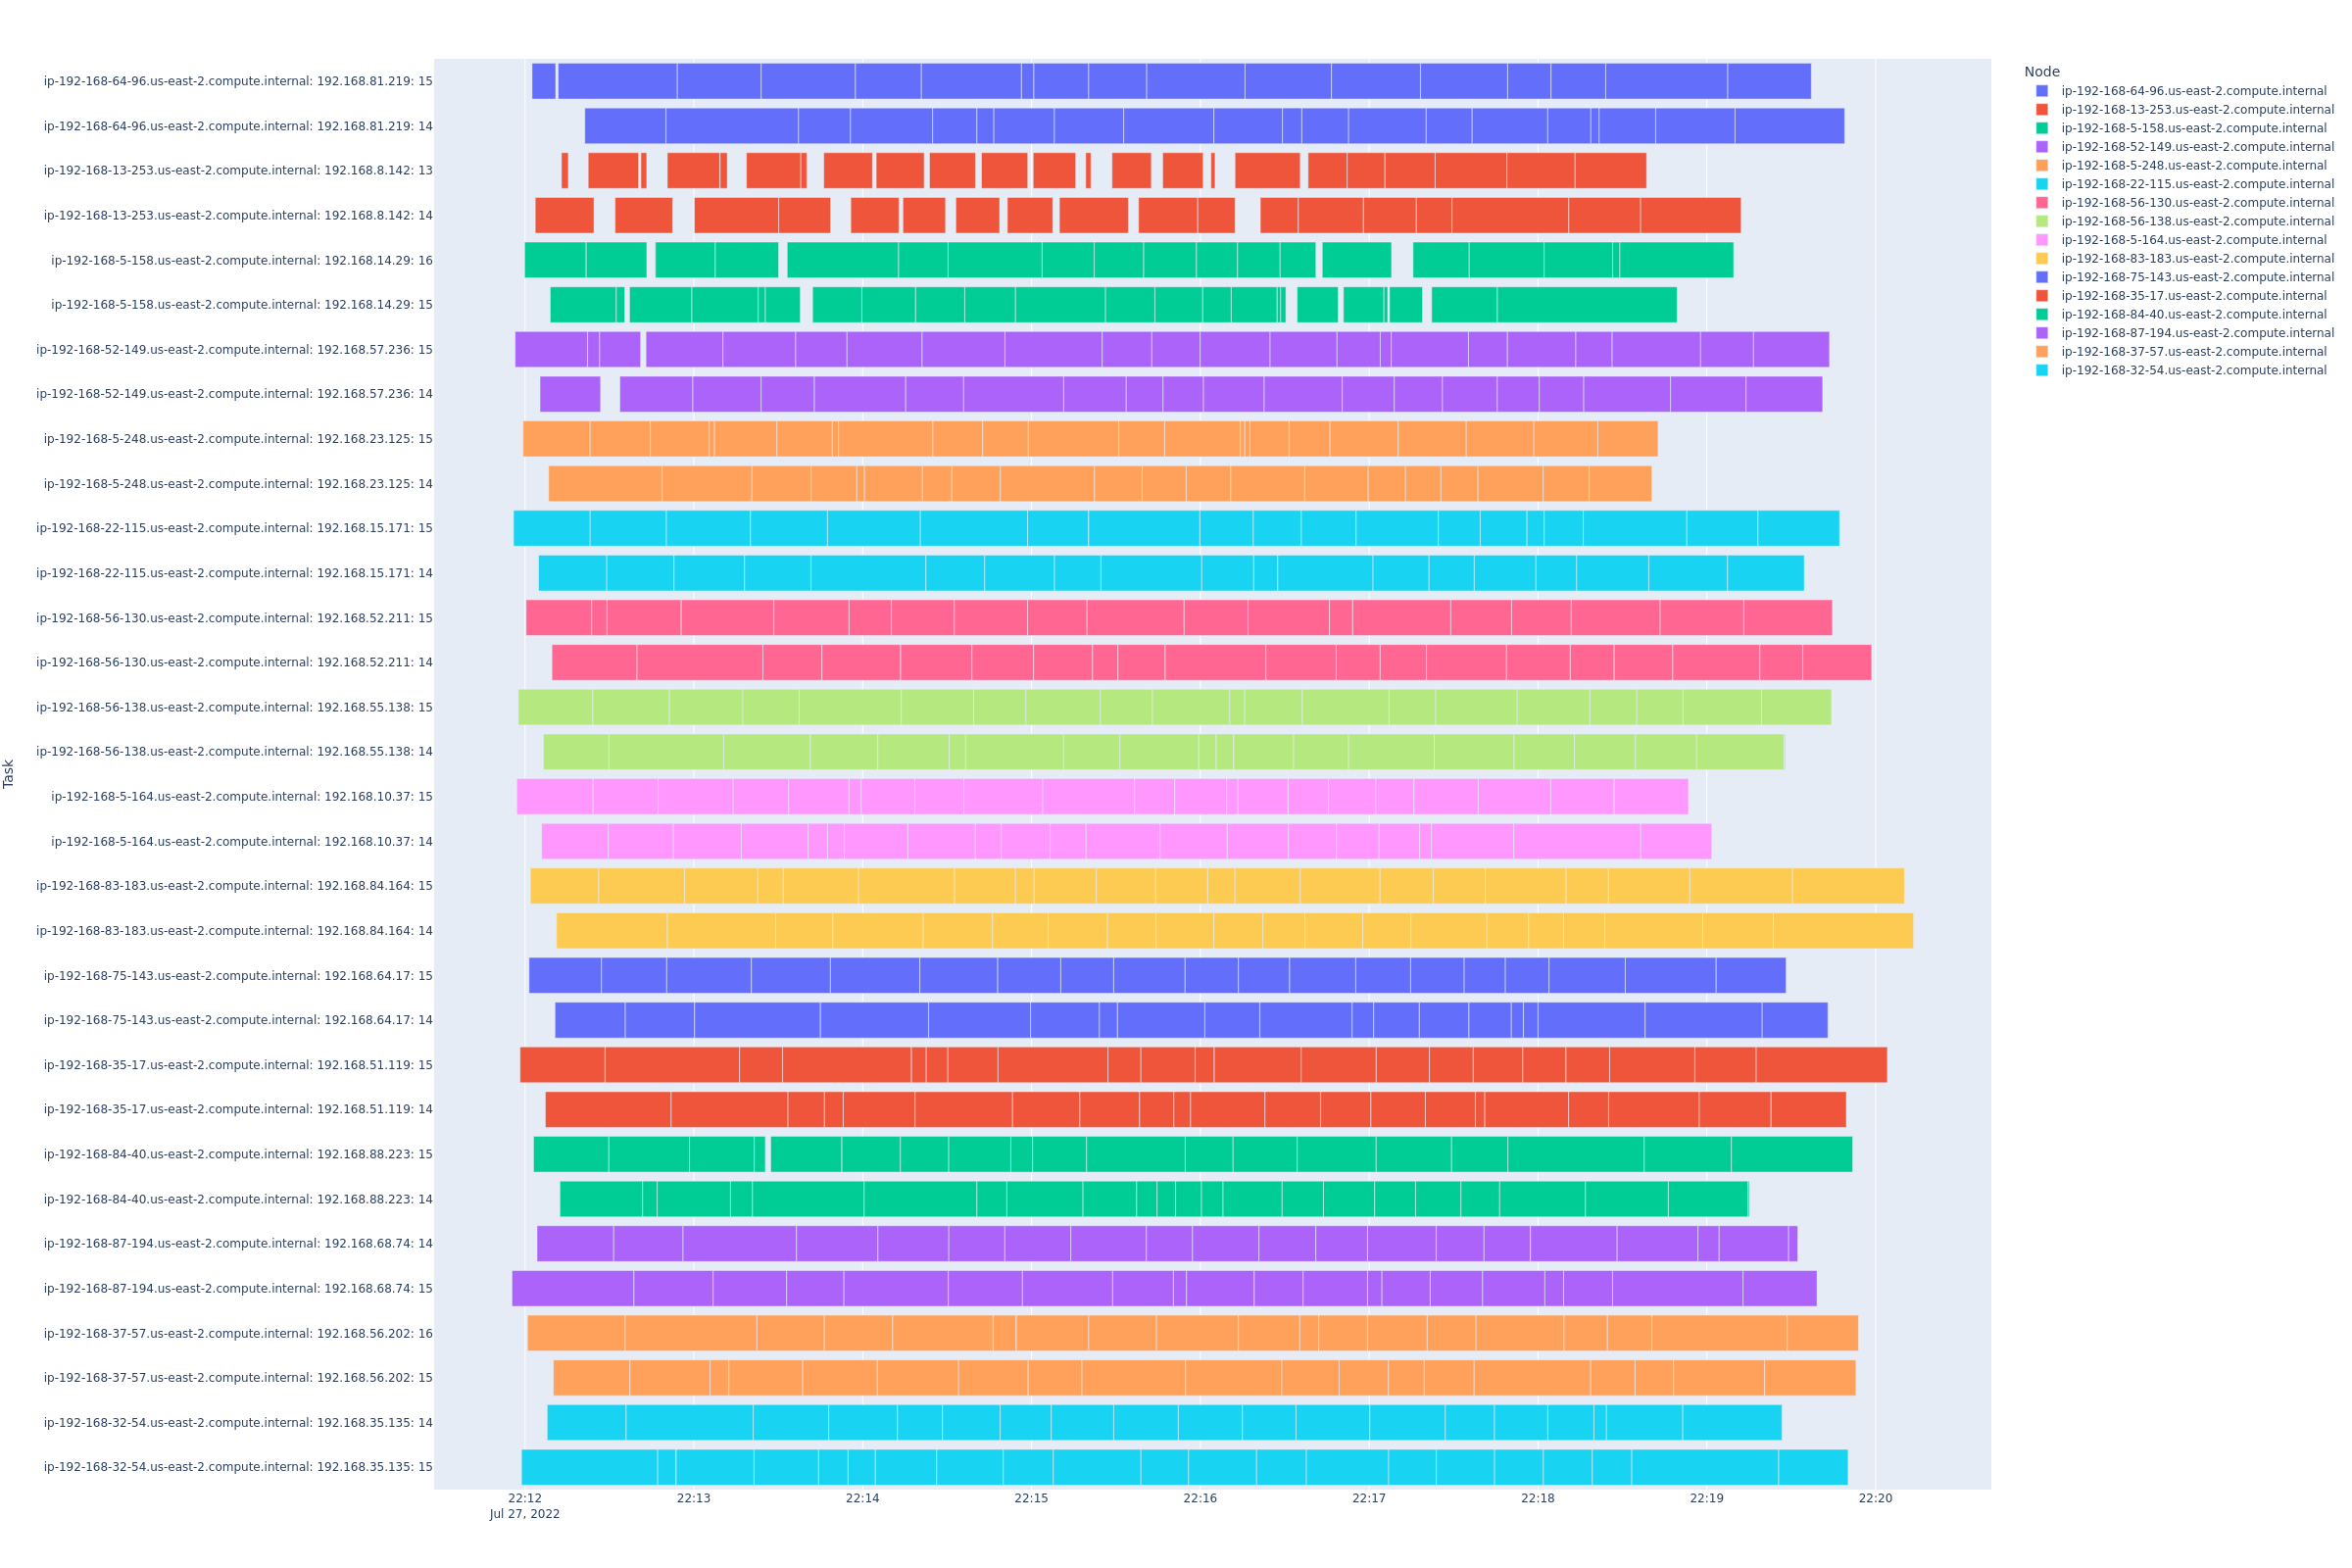 ip-192-168-64-96.us-east-2.compute.internal: 192.168.81.219: 15
ip-192-168-64-96.us-east-2.compute.internal: 192.168.81.219: 14
ip-192-168-13-253.us-east-2.compute.internal: 192.168.8.142: 13
ip-192-168-13-253.us-east-2.compute.internal: 192.168.8.142: 14
ip-192-168-5-158.us-east-2.compute.internal: 192.168.14.29: 16
ip-192-168-5-158.us-east-2.compute.internal: 192.168.14.29: 15
ip-192-168-52-149.us-east-2.compute.internal: 192.168.57.236: 15
ip-192-168-52-149.us-east-2.compute.internal: 192.168.57.236: 14
ip-192-168-5-248.us-east-2.compute.internal: 192.168.23.125: 15
ip-192-168-5-248.us-east-2.compute.internal: 192.168.23.125: 14
ip-192-168-22-115.us-east-2.compute.internal: 192.168.15.171: 15
ip-192-168-22-115.us-east-2.compute.internal: 192.168.15.171: 14
ip-192-168-56-130.us-east-2.compute.internal: 192.168.52.211: 15
ip-192-168-56-130.us-east-2.compute.internal: 192.168.52.211: 14
ip-192-168-56-138.us-east-2.compute.internal: 192.168.55.138: 15
ip-192-168-56-138.us-east-2.compute.internal: 192.168.55.138: 14
ip-192-168-5-164.us-east-2.compute.internal: 192.168.10.37: 15
ip-192-168-5-164.us-east-2.compute.internal: 192.168.10.37: 14
ip-192-168-83-183.us-east-2.compute.internal: 192.168.84.164: 15
ip-192-168-83-183.us-east-2.compute.internal: 192.168.84.164: 14
ip-192-168-75-143.us-east-2.compute.internal: 192.168.64.17: 15
ip-192-168-75-143.us-east-2.compute.internal: 192.168.64.17: 14
ip-192-168-35-17.us-east-2.compute.internal: 192.168.51.119: 15
ip-192-168-35-17.us-east-2.compute.internal: 192.168.51.119: 14
ip-192-168-84-40.us-east-2.compute.internal: 192.168.88.223: 15
ip-192-168-84-40.us-east-2.compute.internal: 192.168.88.223: 14
ip-192-168-87-194.us-east-2.compute.internal: 192.168.68.74: 14
ip-192-168-87-194.us-east-2.compute.internal: 192.168.68.74: 15
ip-192-168-37-57.us-east-2.compute.internal: 192.168.56.202: 16
ip-192-168-37-57.us-east-2.compute.internal: 192.168.56.202: 15
ip-192-168-32-54.us-east-2.compute.internal: 192.168.35.135: 14
ip-192-168-32-54.us-east-2.compute.internal: 192.168.35.135: 15
Task
22:12 22:13 22:14 22:15 22:16 22:17 22:18 22:19 22:20
Jul 27, 2022
Node
ip-192-168-64-96.us-east-2.compute.internal
ip-192-168-13-253.us-east-2.compute.internal
ip-192-168-5-158.us-east-2.compute.internal
ip-192-168-52-149.us-east-2.compute.internal
ip-192-168-5-248.us-east-2.compute.internal
ip-192-168-22-115.us-east-2.compute.internal
ip-192-168-56-130.us-east-2.compute.internal
ip-192-168-56-138.us-east-2.compute.internal
ip-192-168-5-164.us-east-2.compute.internal
ip-192-168-83-183.us-east-2.compute.internal
ip-192-168-75-143.us-east-2.compute.internal
ip-192-168-35-17.us-east-2.compute.internal
ip-192-168-84-40.us-east-2.compute.internal
ip-192-168-87-194.us-east-2.compute.internal
ip-192-168-37-57.us-east-2.compute.internal
ip-192-168-32-54.us-east-2.compute.internal